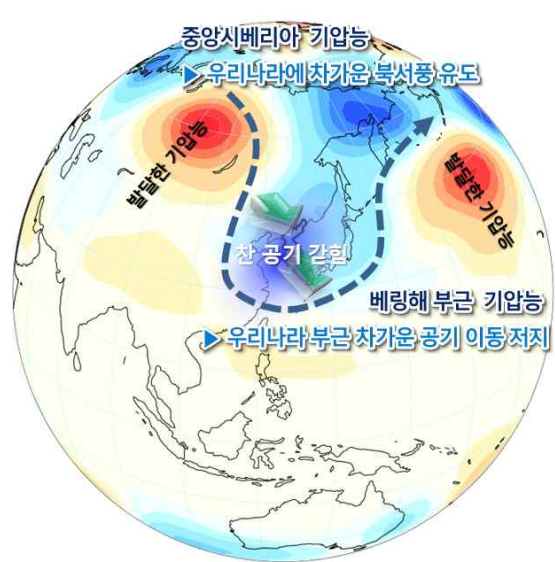 중앙시베리아 기압능
▶ 우리나라에 차가운 북서풍 유도
발달한 기압능
발달한 기압능
찬 공기 갇힘
베링해 부근 기압능
▶ 우리나라 부근 차가운 공기 이동 저지